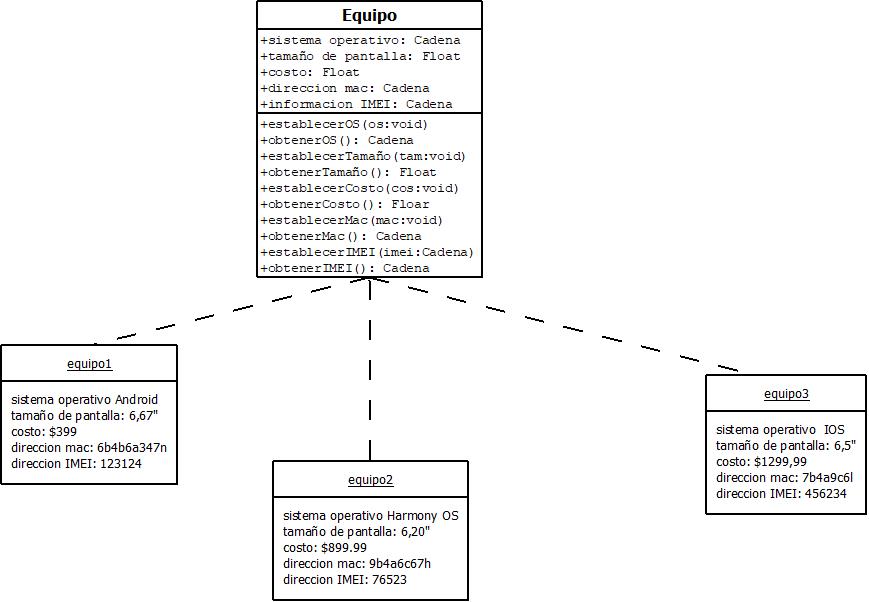 Equipo
+sistema operativo: Cadena
+tamaño de pantalla: Float
+costo: Float
+direccion mac: Cadena
+informacion IMEI: Cadena
+establecerOS(os:void)
+obtenerOS(): Cadena
+establecerTamaño(tam:void)
+obtenerTamaño(): Float
+establecerCosto(cos:void)
+obtenerCosto(): Floar
+establecerMac(mac:void)
+obtenerMac(): Cadena
+establecerIMEI(imei:Cadena)
+obtenerIMEI(): Cadena
equipo1
sistema operativo Android
tamaño de pantalla: 6,67"
costo: $399
direccion mac: 6b4b6a347n
direccion IMEI: 123124
equipo2
sistema operativo Harmony OS
tamaño de pantalla: 6,20"
costo: $899.99
direccion mac: 9b4a6c67h
direccion IMEI: 76523
equipo3
sistema operativo  IOS
tamaño de pantalla: 6,5"
costo: $1299,99
direccion mac: 7b4a9c6l
direccion IMEI: 456234